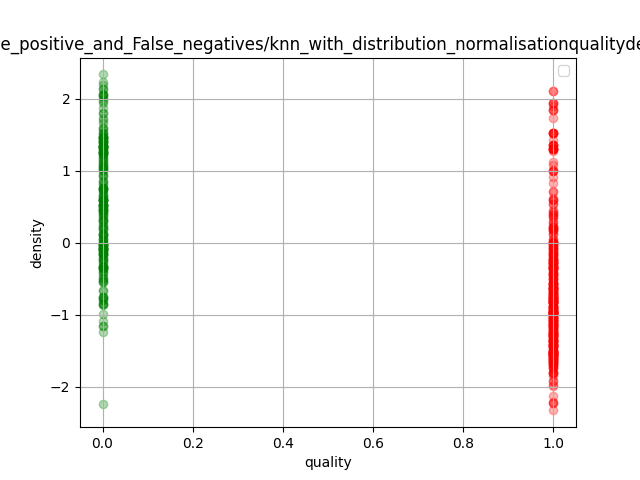 e_positive_and_False_negatives/knn_with_distribution_normalisationqualityde
2
1
0
−1
−2
density
0.0 0.2 0.4 0.6 0.8 1.0
quality